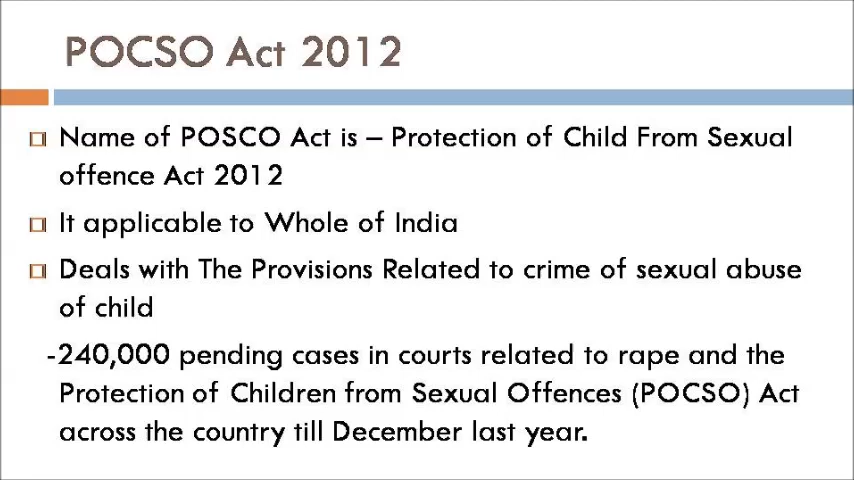 POCSO Act 2012
Name of POSCO Act is – Protection of Child From Sexual
offence Act 2012
It applicable to Whole of India
Deals with The Provisions Related to crime of sexual abuse
of child
-240,000 pending cases in courts related to rape and the
Protection of Children from Sexual Offences (POCSO) Act
across the country till December last year.